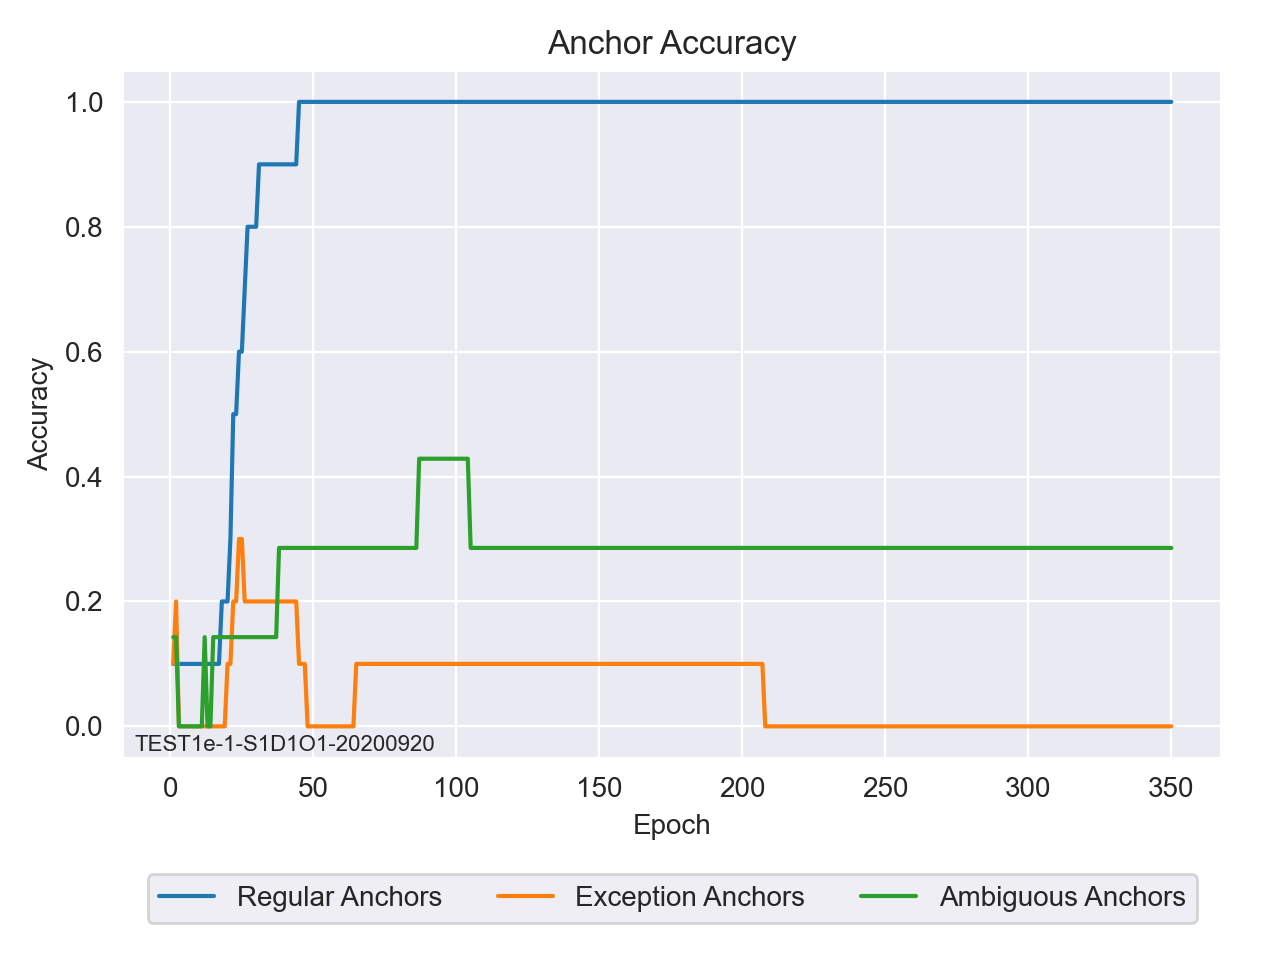 Anchor Accuracy
1.0
0.8
0.6
0.4
0.2
0.0
Accuracy
TEST1e-1-S1D1O1-20200920
0 50 100 150 200 250 300 350
Epoch
Regular Anchors Exception Anchors Ambiguous Anchors